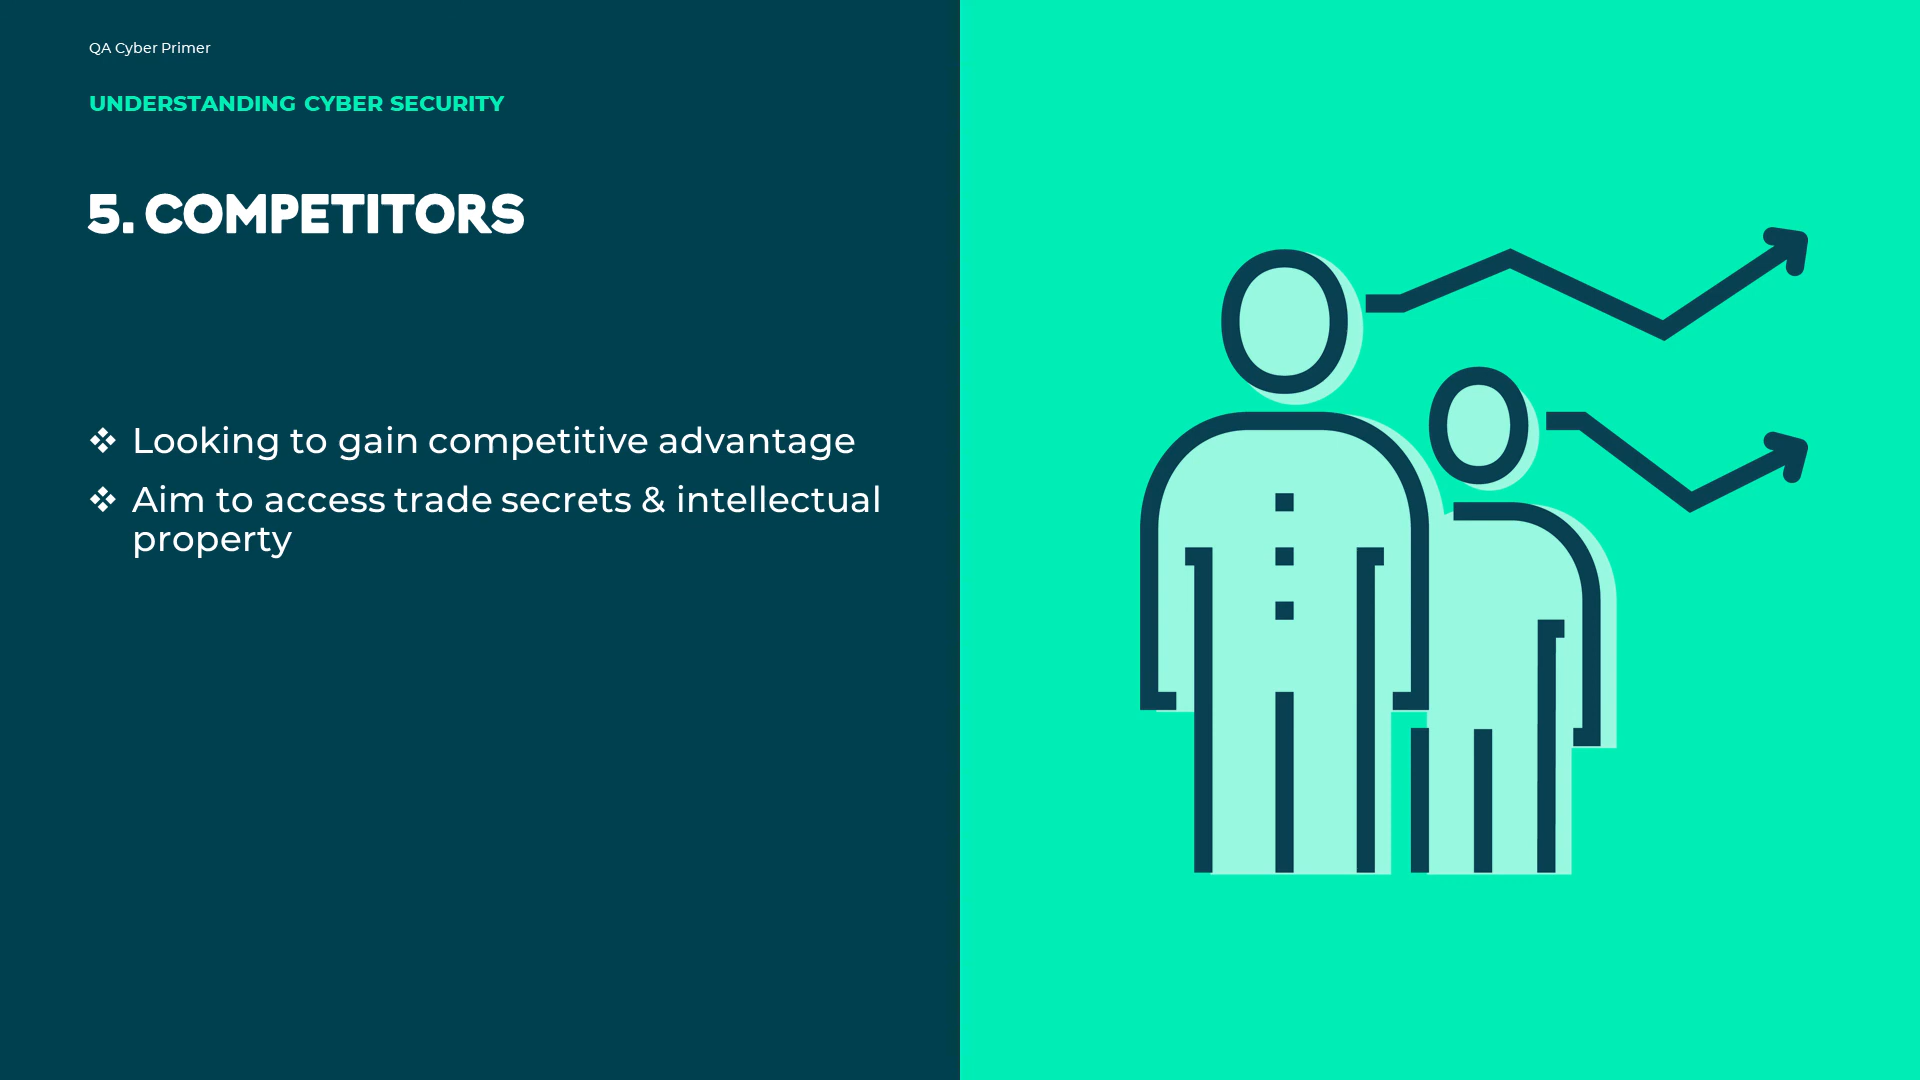 QA Cyber Primer
UNDERSTANDING CYBER SECURITY
5. COMPETITORS
❖ Looking to gain competitive advantage
❖ Aim to access trade secrets & intellectual
property